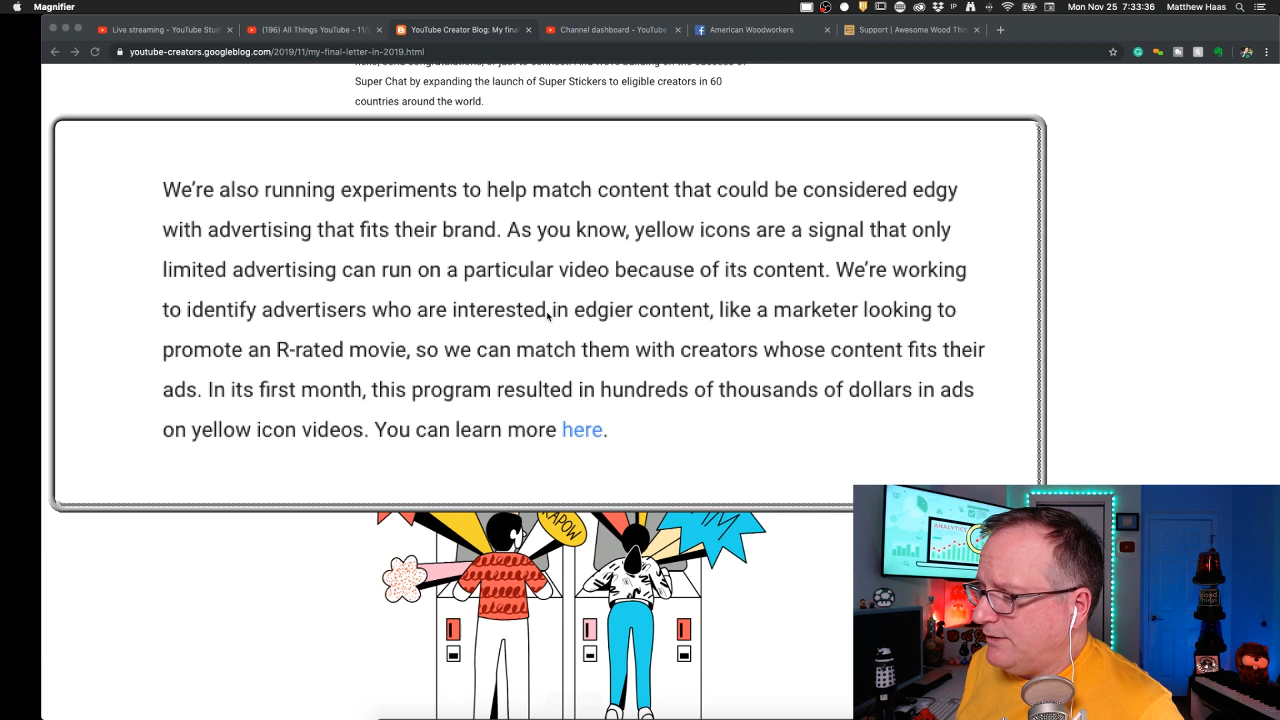 Magnifier
Mon Nov 25 7:33:36
Matthew Haas
Live streaming - YouTube Stud
(196) All Things YouTube - 11/2
YouTube Creator Blog: My final
Channel dashboard - YouTube
American Woodworkers
Support | Awesome Wood Thin
youtube-creators.googleblog.com/2019/11/my-final-letter-in-2019.html
Super Chat by expanding the launch of Super Stickers to eligible creators in 60
countries around the world.
We're also running experiments to help match content that could be considered edgy
with advertising that fits their brand. As you know, yellow icons are a signal that only
limited advertising can run on a particular video because of its content. We're working
to identify advertisers who are interested in edgier content, like a marketer looking to
promote an R-rated movie, so we can match them with creators whose content fits their
ads. In its first month, this program resulted in hundreds of thousands of dollars in ads
on yellow icon videos. You can learn more here.
KAPOW
ANALYTICS